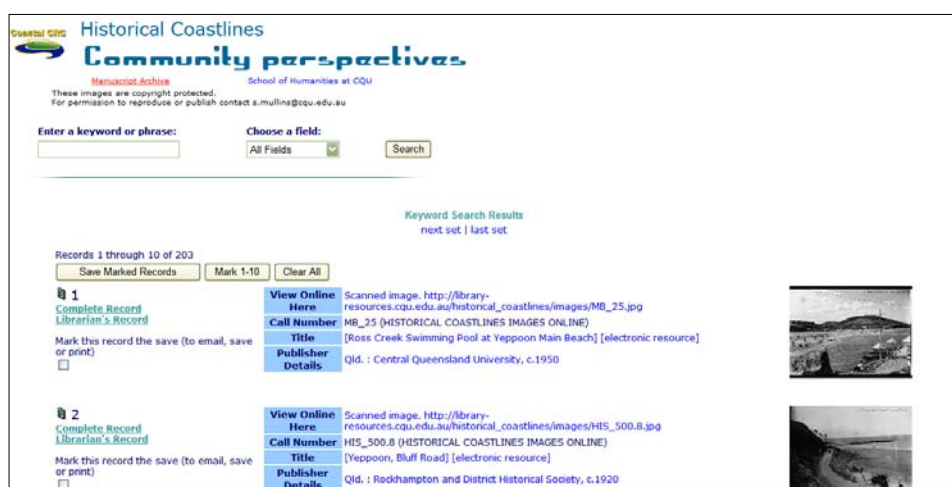 Coastal CRC
Historical Coastlines
Community perspectives
Manuscript Archive School of Humanities at CQU
These images are copyright protected.
For permission to reproduce or publish contact s.mullins@cqu.edu.au
Enter a keyword or phrase: Choose a field:
All Fields Search
Keyword Search Results
next set | last set
Records 1 through 10 of 203
Save Marked Records Mark 1-10 Clear All
1
Complete Record
Librarian's Record
Mark this record the save (to email, save
or print)
View Online
Here
Scanned image. http://library-
resources.cqu.edu.au/historical_coastlines/images/MB_25.jpg
Call Number MB_25 (HISTORICAL COASTLINES IMAGES ONLINE)
Title [Ross Creek Swimming Pool at Yeppoon Main Beach] [electronic resource]
Publisher
Details
Qld. : Central Queensland University, c.1950
2
Complete Record
Librarian's Record
Mark this record the save (to email, save
or print)
View Online
Here
Scanned image. http://library-
resources.cqu.edu.au/historical_coastlines/images/HIS_500.8.jpg
Call Number HIS_500.8 (HISTORICAL COASTLINES IMAGES ONLINE)
Title [Yeppoon, Bluff Road] [electronic resource]
Publisher
Details
Qld. : Rockhampton and District Historical Society, c.1920